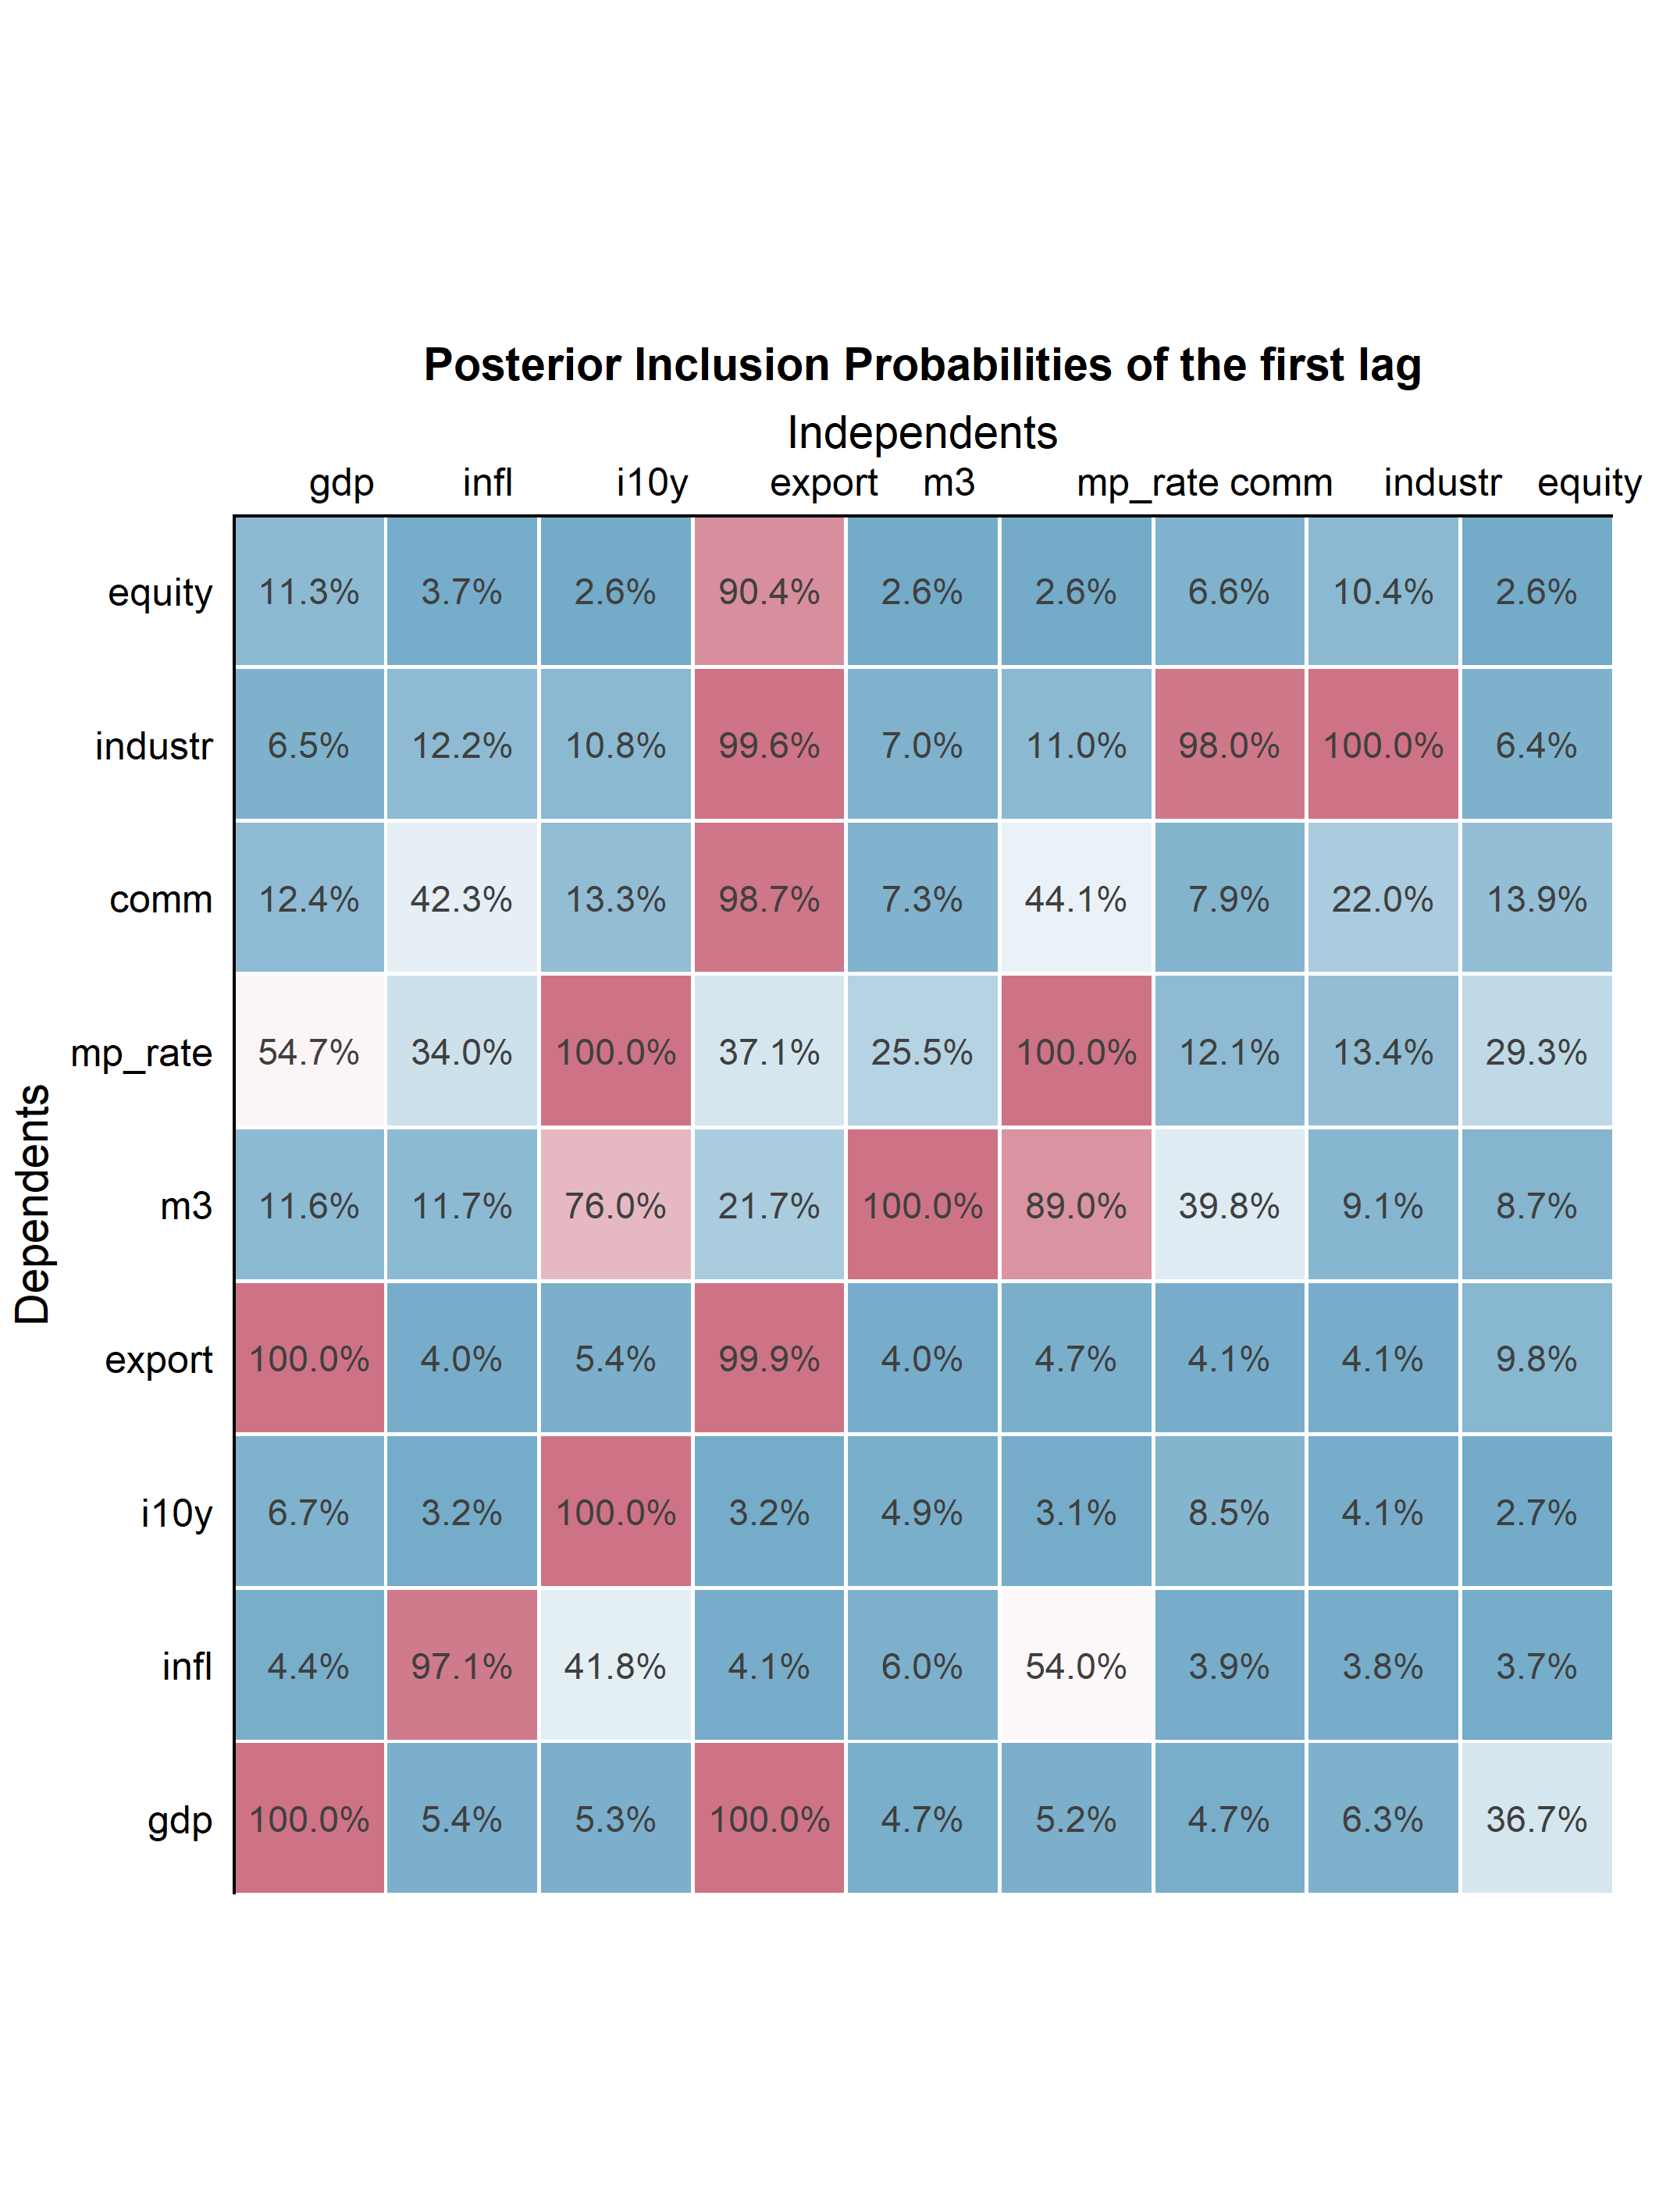 Posterior Inclusion Probabilities of the first lag
Independents
gdp infl i10y export m3 mp_rate comm industr equity
equity 11.3% 3.7% 2.6% 90.4% 2.6% 2.6% 6.6% 10.4% 2.6%
industr 6.5% 12.2% 10.8% 99.6% 7.0% 11.0% 98.0% 100.0% 6.4%
comm 12.4% 42.3% 13.3% 98.7% 7.3% 44.1% 7.9% 22.0% 13.9%
mp_rate 54.7% 34.0% 100.0% 37.1% 25.5% 100.0% 12.1% 13.4% 29.3%
m3 11.6% 11.7% 76.0% 21.7% 100.0% 89.0% 39.8% 9.1% 8.7%
export 100.0% 4.0% 5.4% 99.9% 4.0% 4.7% 4.1% 4.1% 9.8%
i10y 6.7% 3.2% 100.0% 3.2% 4.9% 3.1% 8.5% 4.1% 2.7%
infl 4.4% 97.1% 41.8% 4.1% 6.0% 54.0% 3.9% 3.8% 3.7%
gdp 100.0% 5.4% 5.3% 100.0% 4.7% 5.2% 4.7% 6.3% 36.7%
Dependents